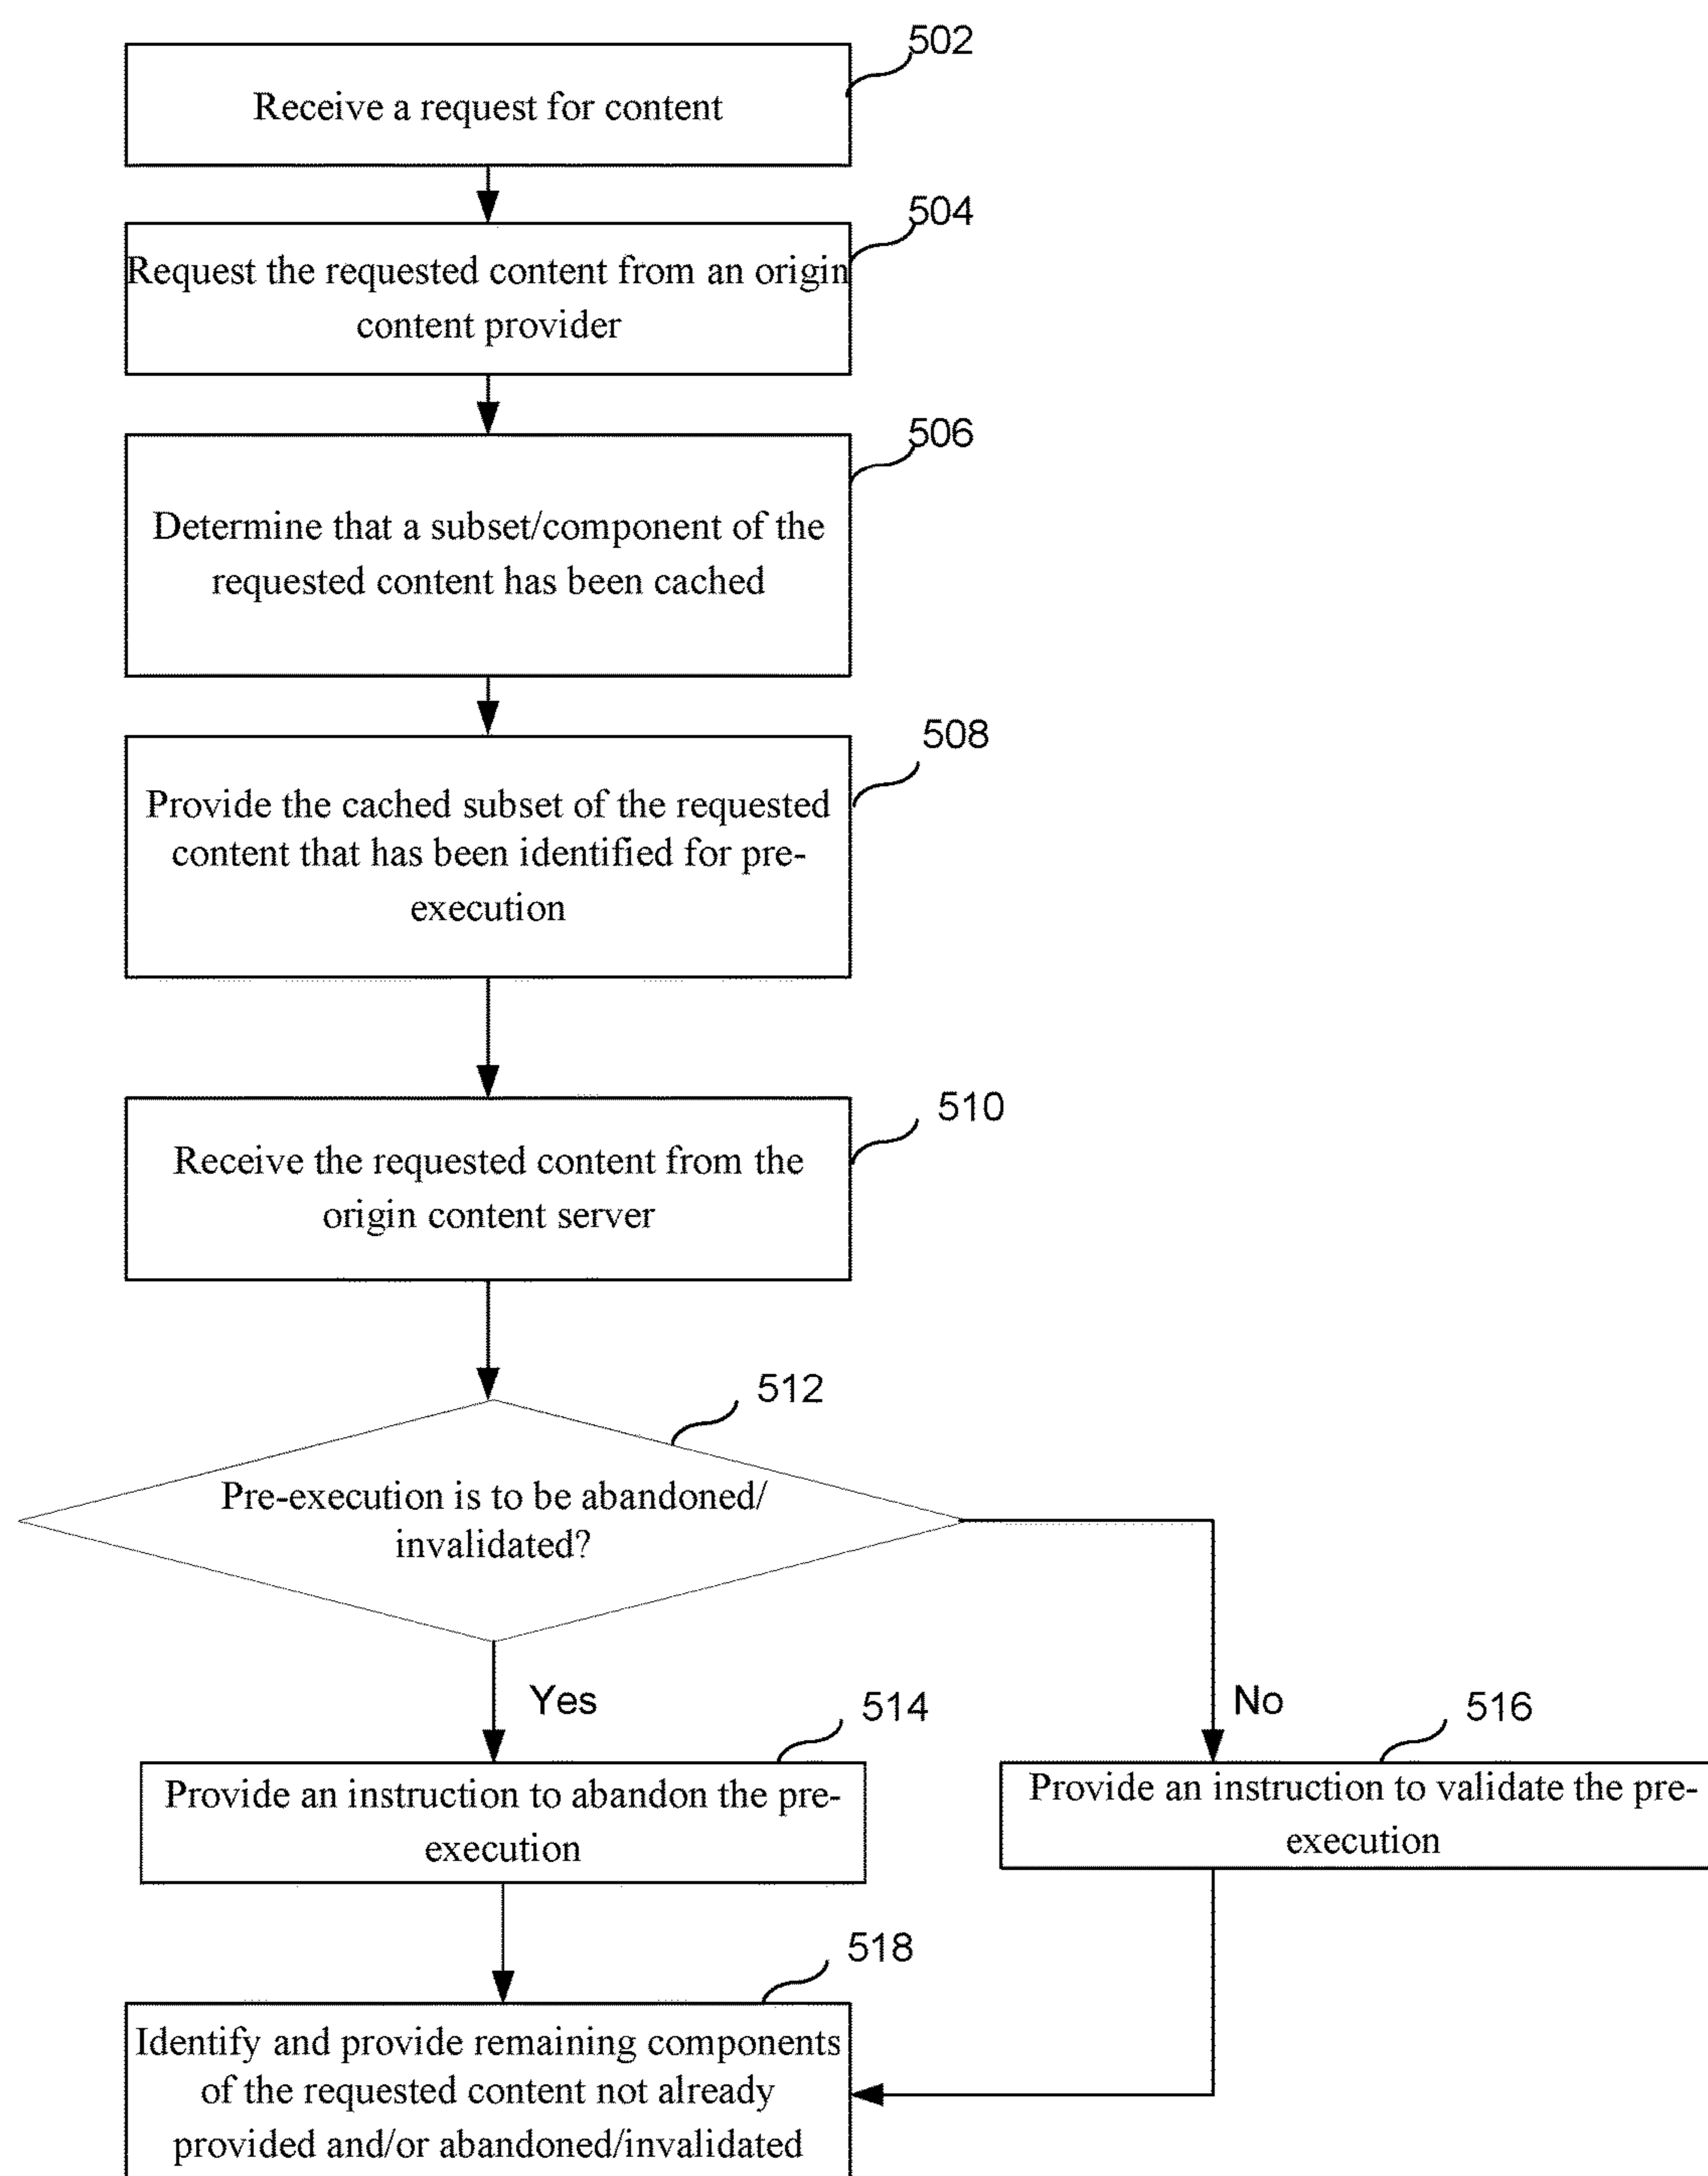 502
Receive a request for content
504
Request the requested content from an origin
content provider
506
Determine that a subset/component of the
requested content has been cached
508
Provide the cached subset of the requested
content that has been identified for pre-
execution
510
Receive the requested content from the
origin content server
512
Pre-execution is to be abandoned/
invalidated?
Yes
No
514
Provide an instruction to abandon the pre-
execution
516
Provide an instruction to validate the pre-
execution
518
Identify and provide remaining components
of the requested content not already
provided and/or abandoned/invalidated